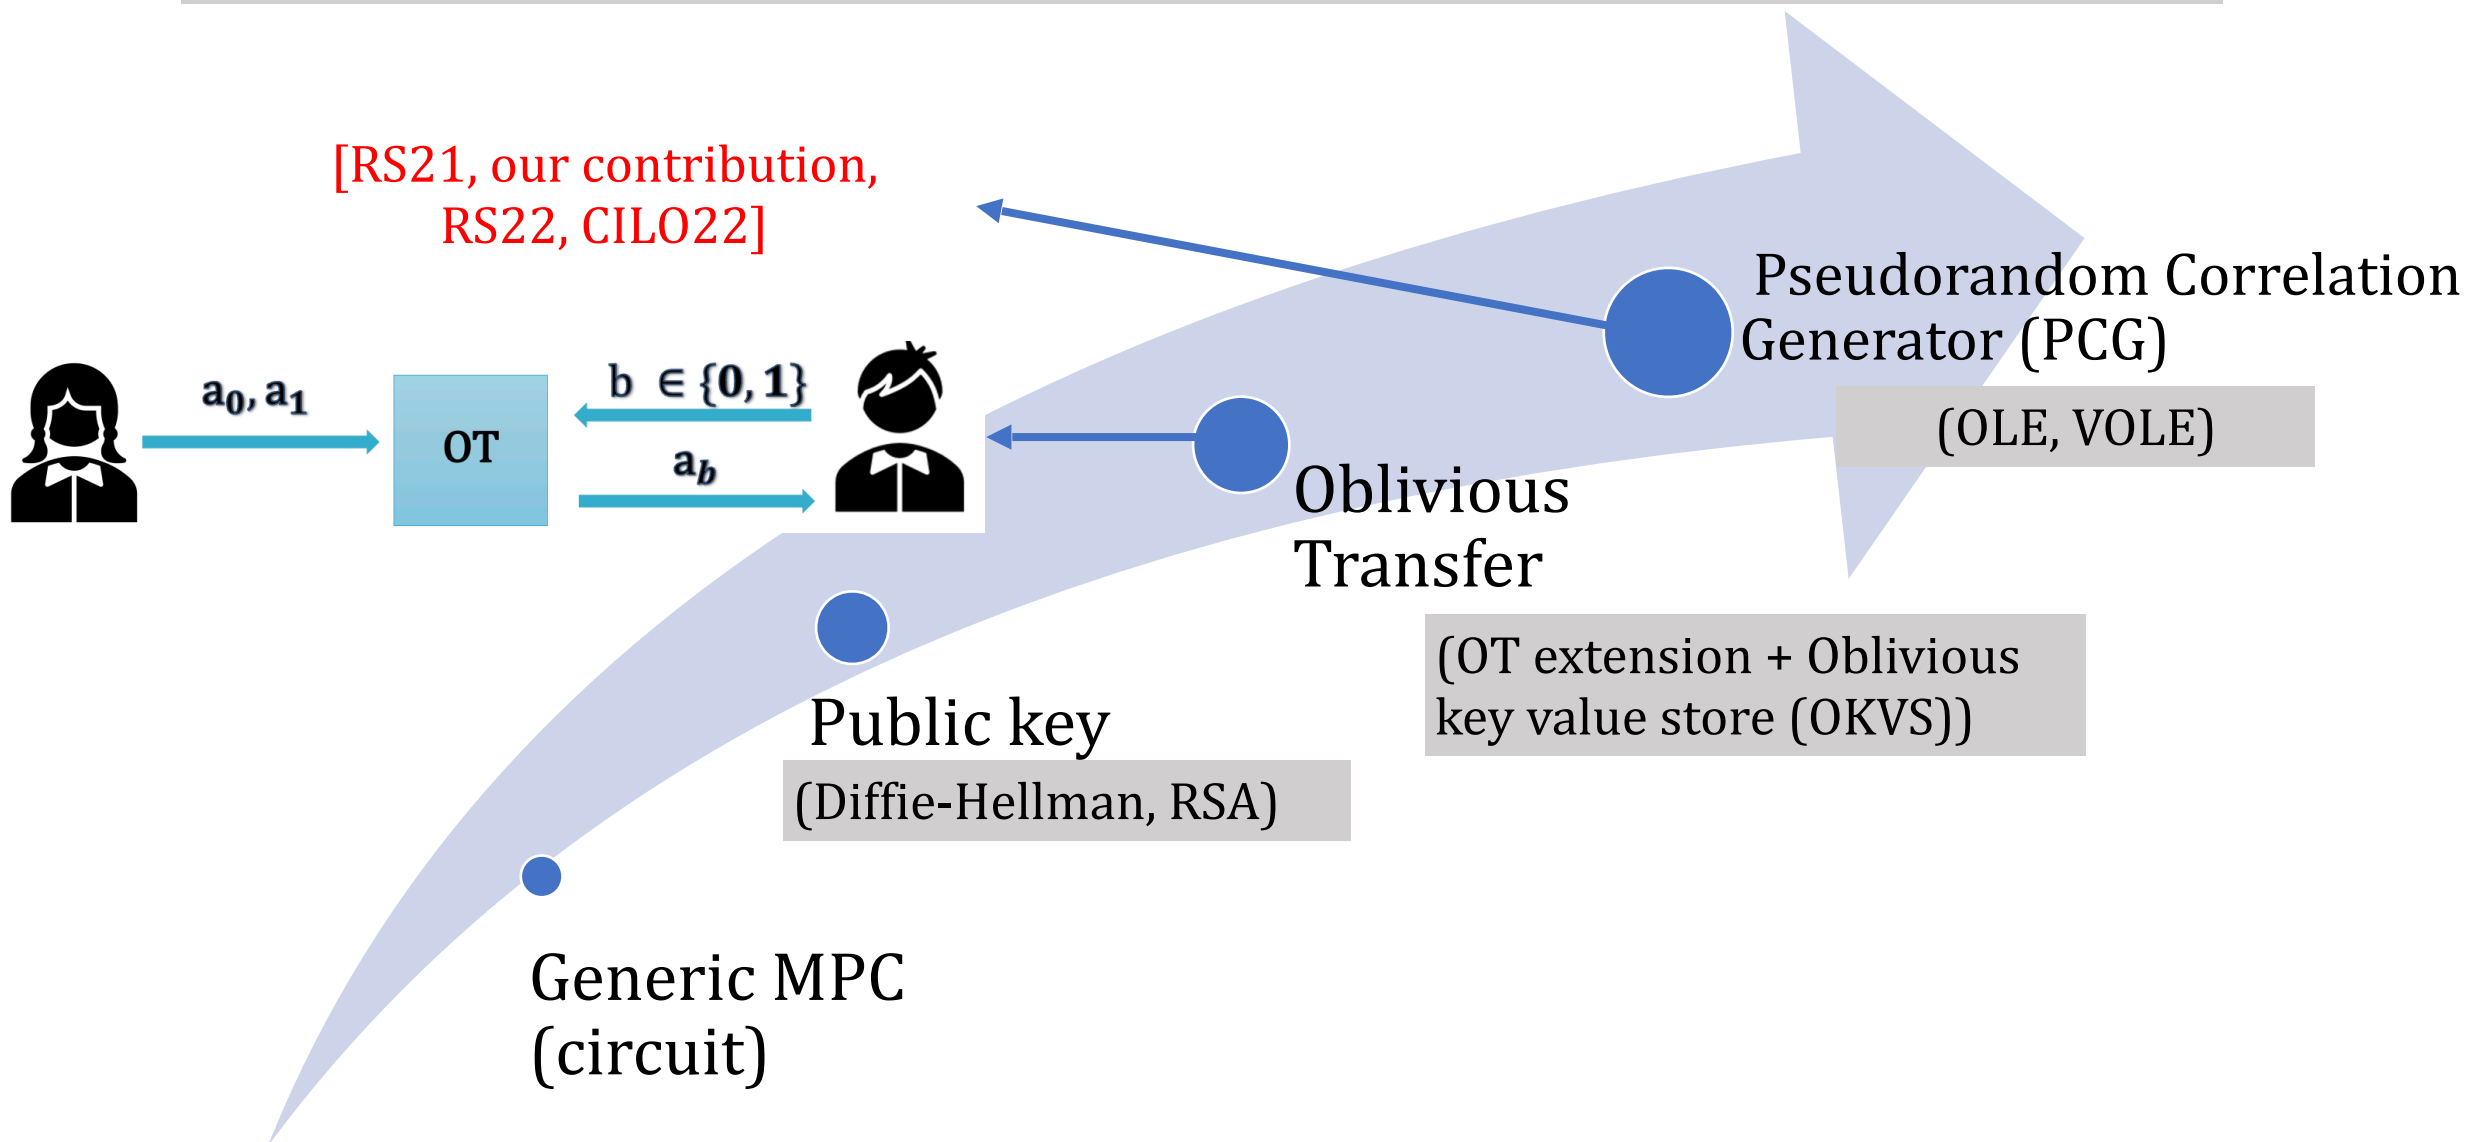 [RS21, our contribution,
RS22, CILO22]
a₀, a₁
OT
b ∈ {0, 1}
a_b
Pseudorandom Correlation
Generator (PCG)
(OLE, VOLE)
Oblivious
Transfer
(OT extension + Oblivious
key value store (OKVS))
Public key
(Diffie-Hellman, RSA)
Generic MPC
(circuit)